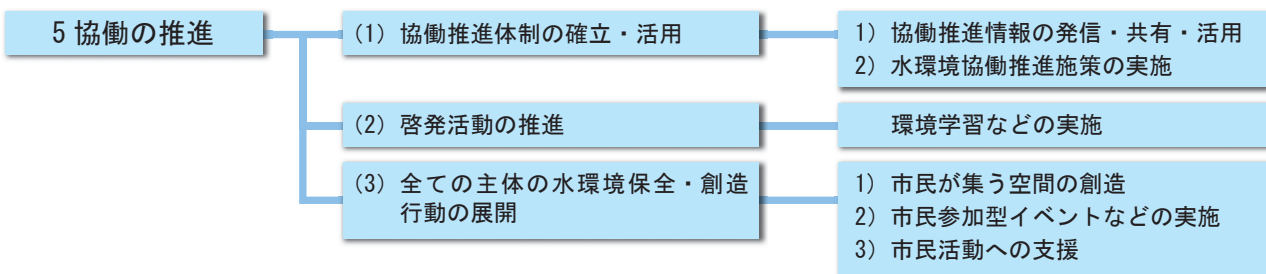 5 協働の推進
(1) 協働推進体制の確立・活用
1) 協働推進情報の発信・共有・活用
2) 水環境協働推進施策の実施
(2) 啓発活動の推進
環境学習などの実施
(3) 全ての主体の水環境保全・創造
行動の展開
1) 市民が集う空間の創造
2) 市民参加型イベントなどの実施
3) 市民活動への支援